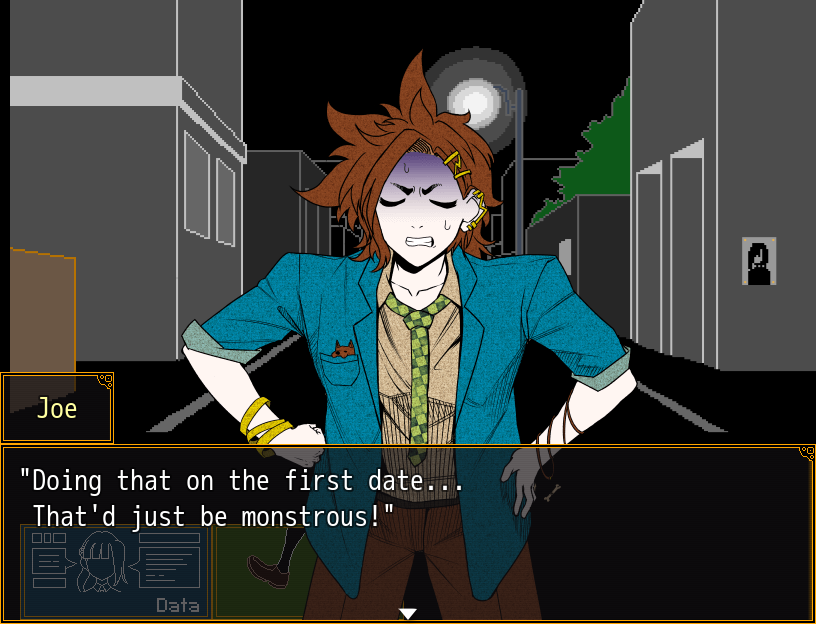 Joe
"Doing that on the first date...
That'd just be monstrous!"
Data